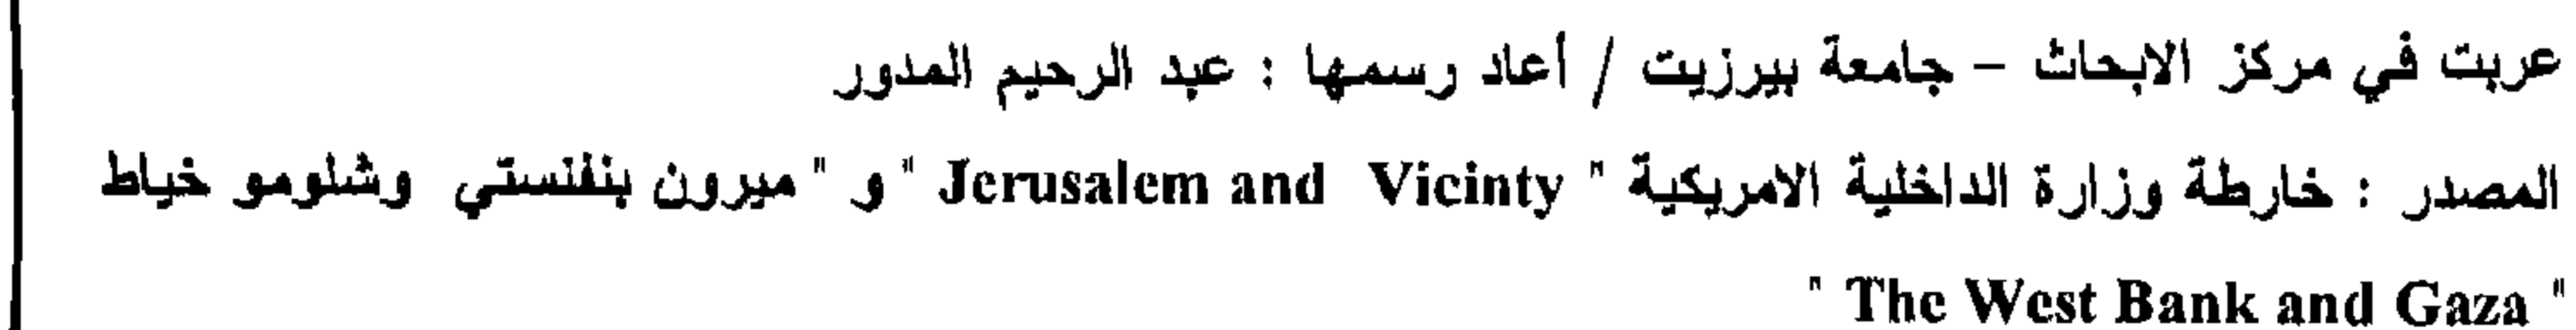 عربت في مركز الابحاث – جامعة بيرزيت / أعاد رسمها : عبد الرحيم المدور
المصدر : خارطة وزارة الداخلية الامريكية " Jerusalem and Vicinty " و " ميرون بنفنستي وشلومو خياط
" The West Bank and Gaza "